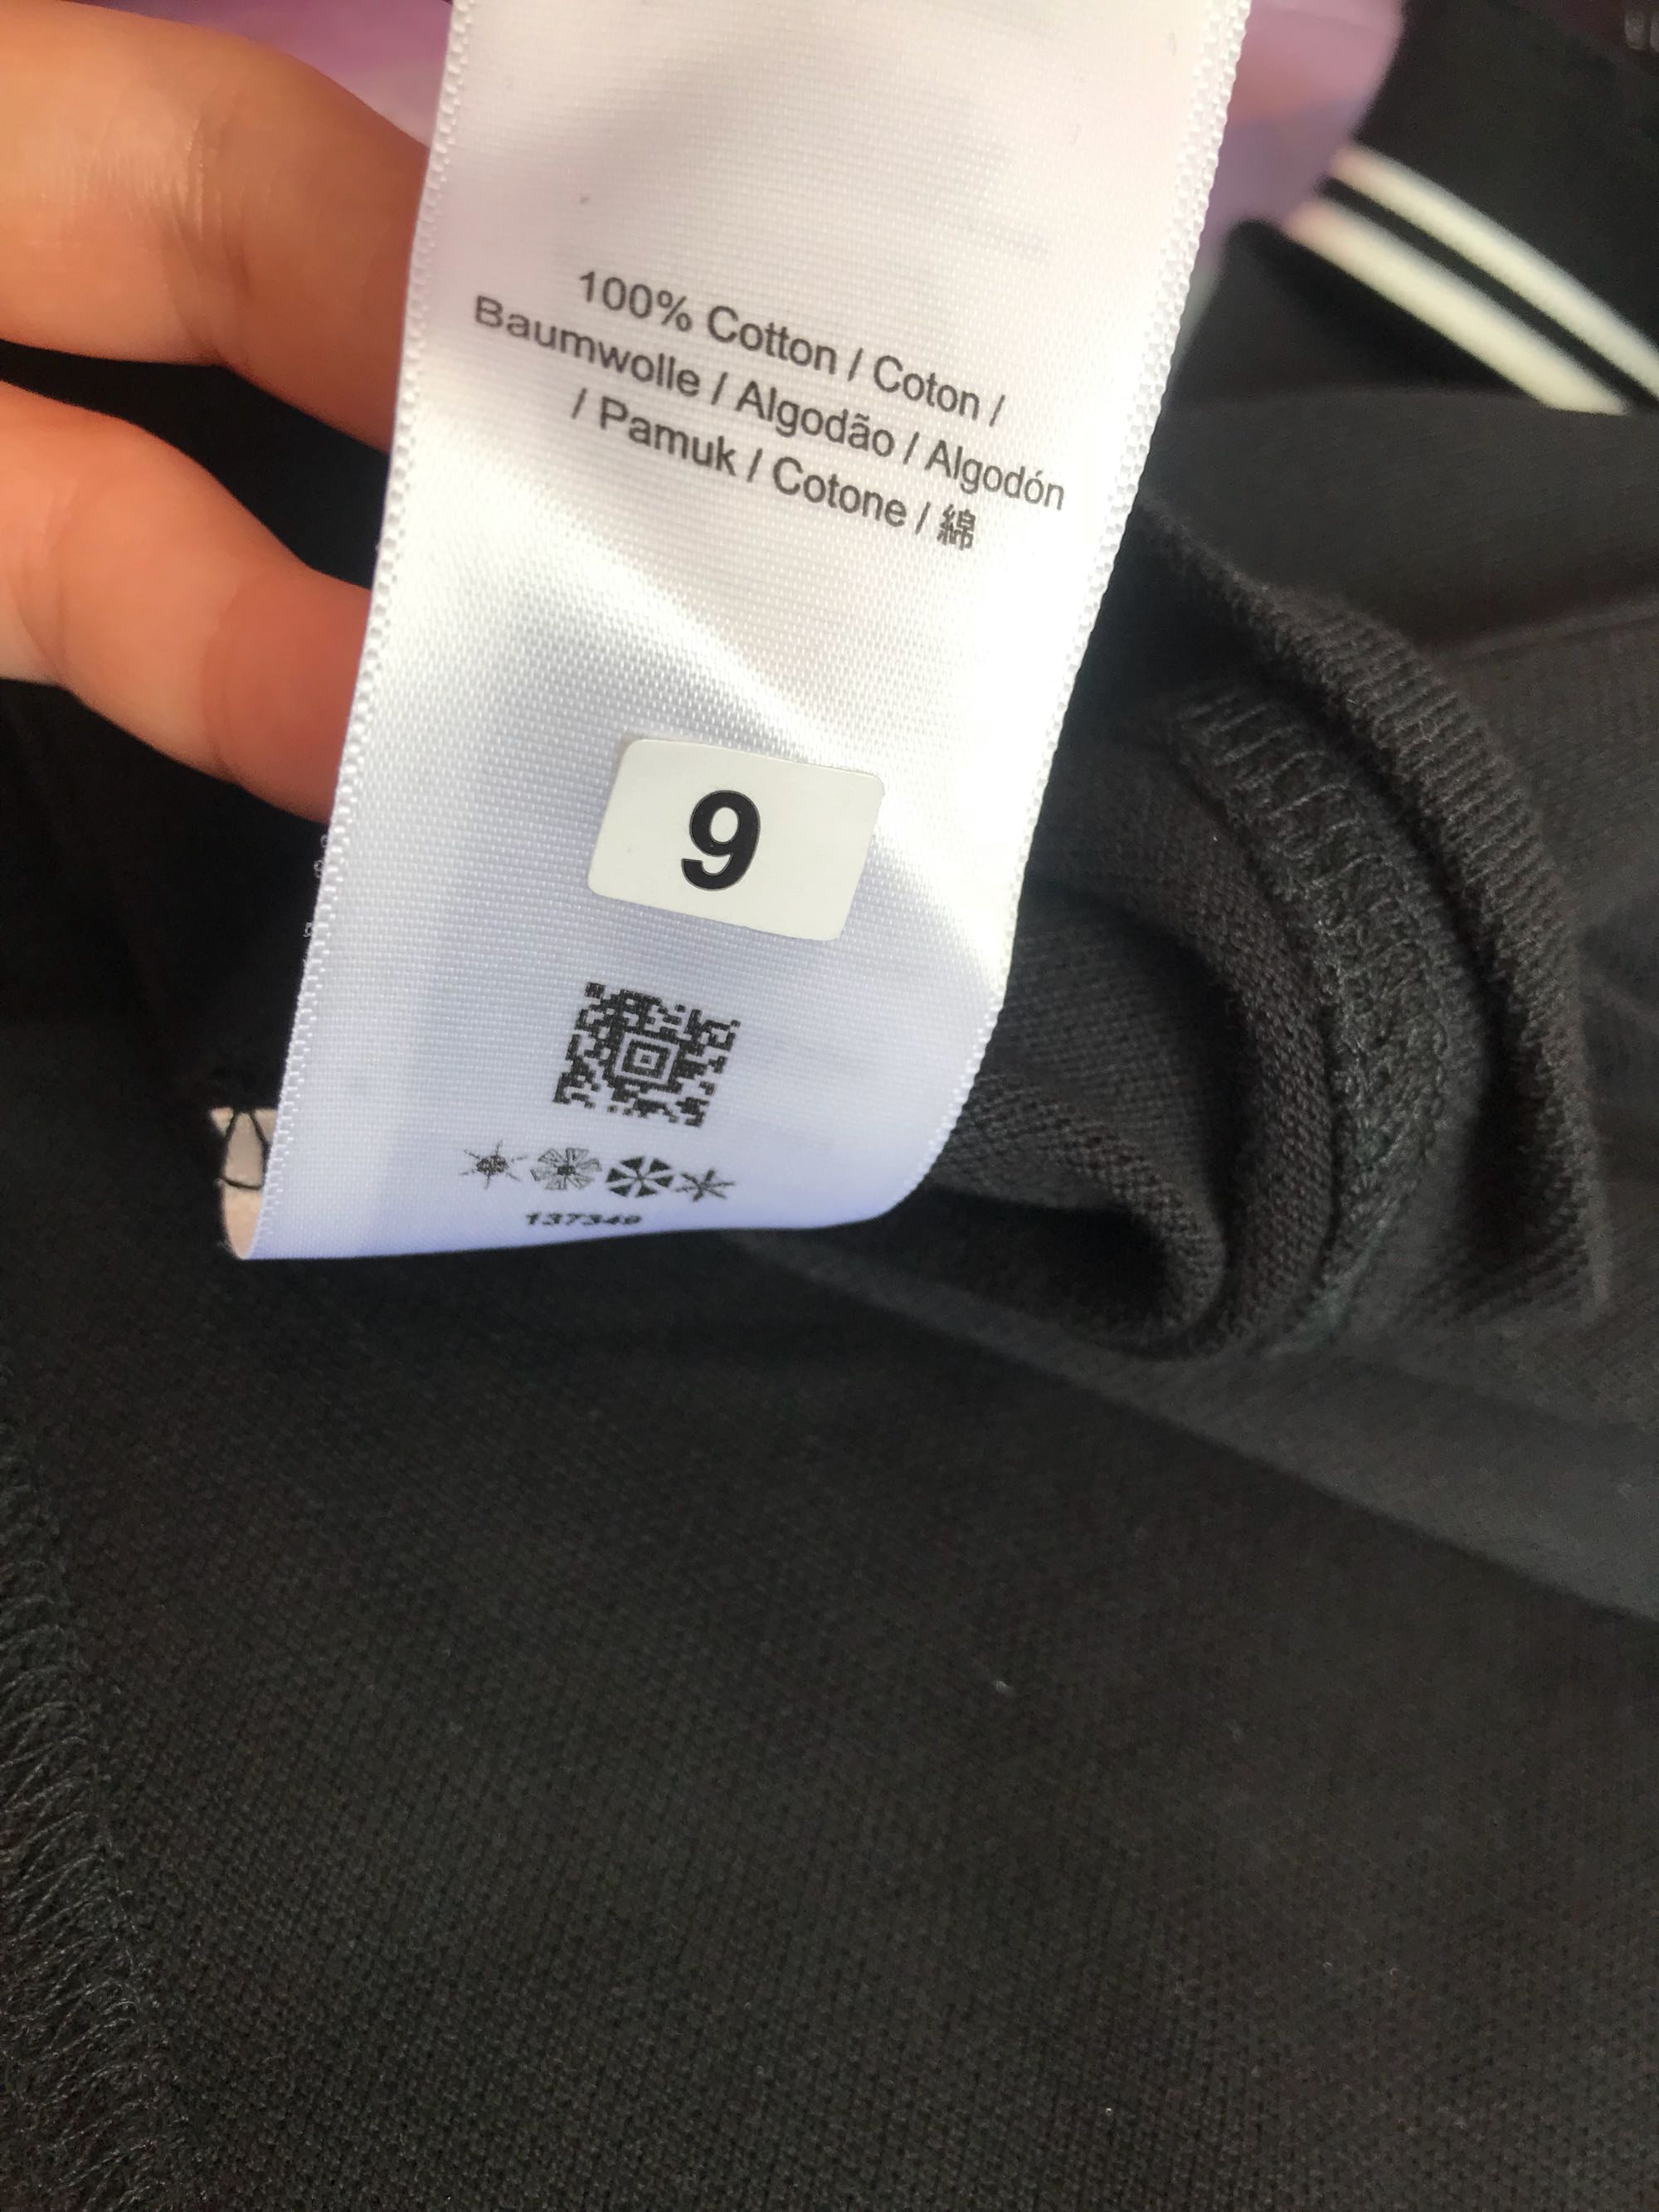 100% Cotton / Coton /
Baumwolle / Algodão / Algodón
/ Pamuk / Cotone / 綿
9
137349